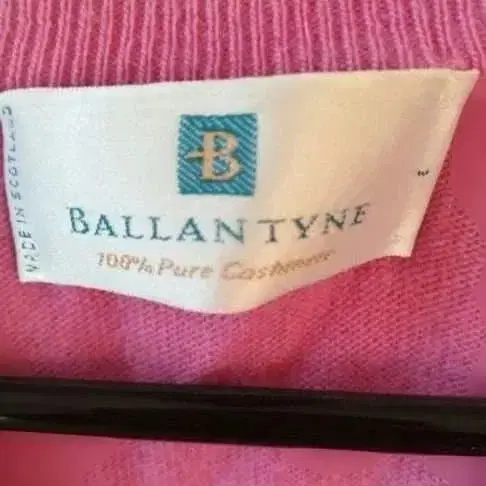 B
BALLANTYNE
100% Pure Cashmere
MADE IN SCOTLAND